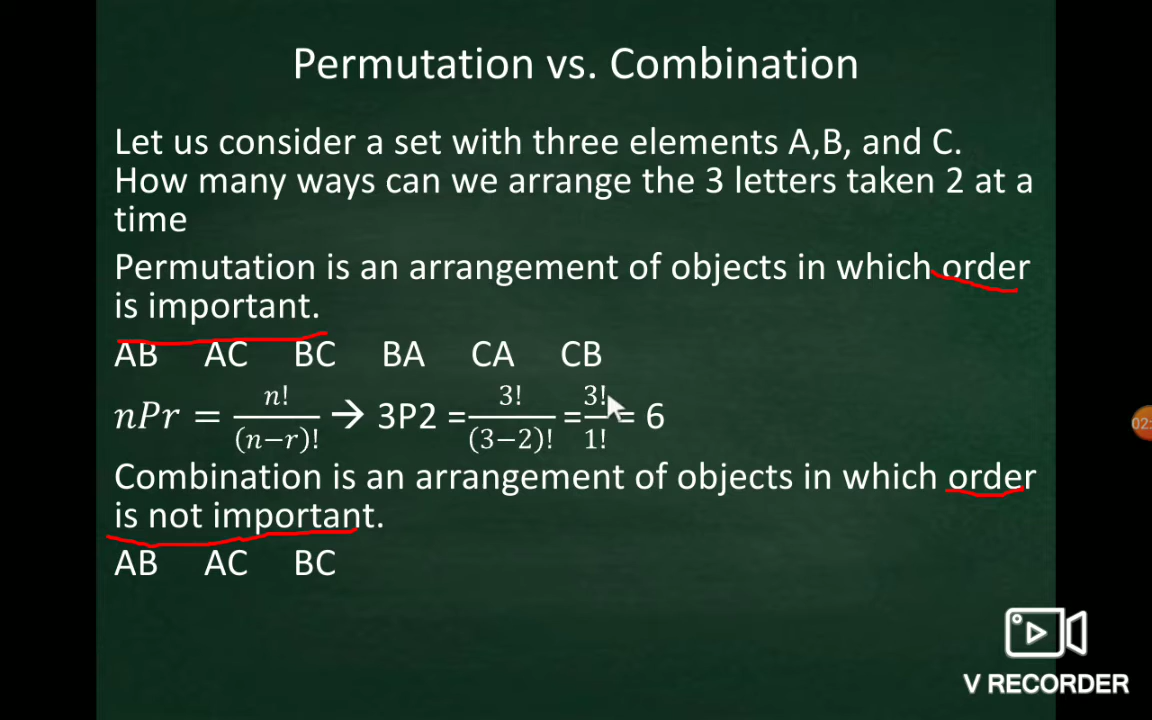 Permutation vs. Combination
Let us consider a set with three elements A,B, and C.
How many ways can we arrange the 3 letters taken 2 at a
time
Permutation is an arrangement of objects in which order
is important.
AB AC BC BA CA CB
nPr = n!/(n−r)! → 3P2 = 3!/(3−2)! = 3!/1! = 6
Combination is an arrangement of objects in which order
is not important.
AB AC BC
V RECORDER